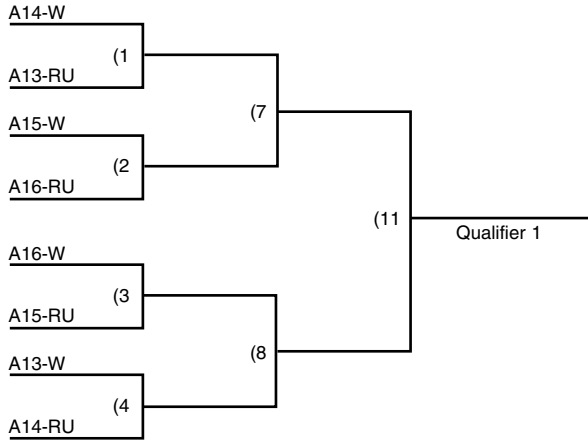 A14-W
(1
A13-RU
(7
A15-W
(2
A16-RU
(11
Qualifier 1
A16-W
(3
A15-RU
(8
A13-W
(4
A14-RU